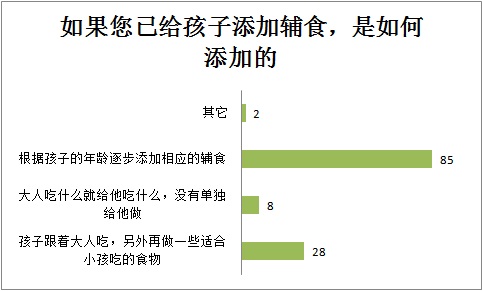 如果您已给孩子添加辅食，是如何
添加的
其它
2
根据孩子的年龄逐步添加相应的辅食
85
大人吃什么就给他吃什么，没有单独
给他做
8
孩子跟着大人吃，另外再做一些适合
小孩吃的食物
28